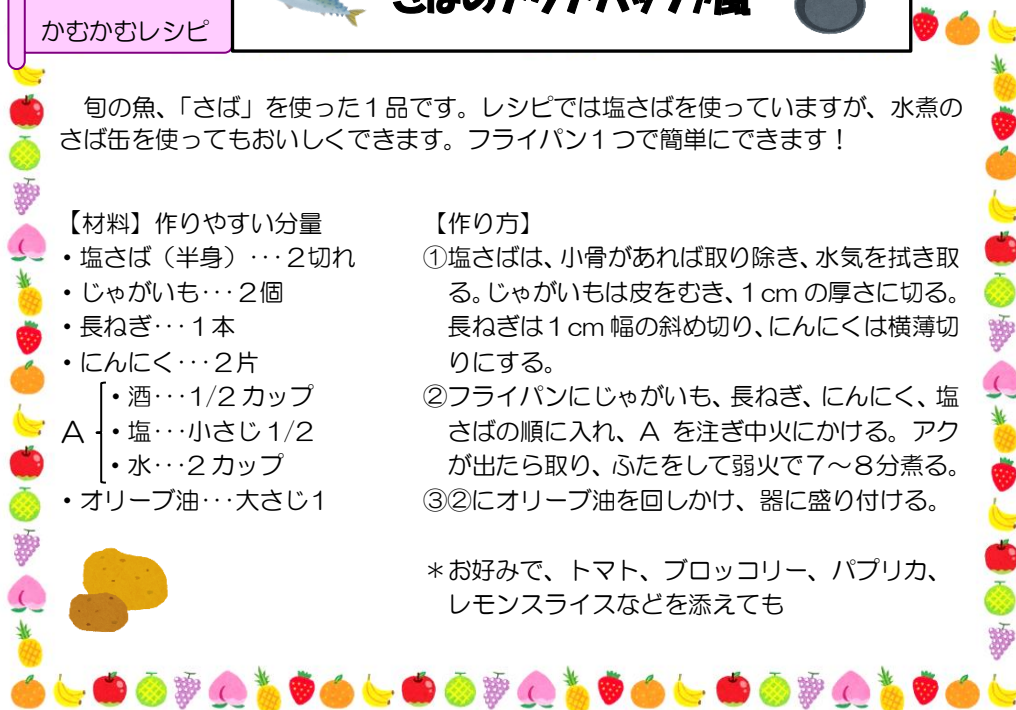 さばのアクアパッツァ風
かむかむレシピ
旬の魚、「さば」を使った１品です。レシピでは塩さばを使っていますが、水煮の
さば缶を使ってもおいしくできます。フライパン１つで簡単にできます！
【材料】作りやすい分量
・塩さば（半身）･･･２切れ
・じゃがいも･･･２個
・長ねぎ･･･１本
・にんにく･･･２片
・酒･･･1/2 カップ
A ・塩･･･小さじ 1/2
・水･･･２カップ
・オリーブ油･･･大さじ１
【作り方】
①塩さばは、小骨があれば取り除き、水気を拭き取
る。じゃがいもは皮をむき、１cm の厚さに切る。
長ねぎは１cm 幅の斜め切り、にんにくは横薄切
りにする。
②フライパンにじゃがいも、長ねぎ、にんにく、塩
さばの順に入れ、A を注ぎ中火にかける。アク
が出たら取り、ふたをして弱火で７～８分煮る。
③②にオリーブ油を回しかけ、器に盛り付ける。
＊お好みで、トマト、ブロッコリー、パプリカ、
レモンスライスなどを添えても